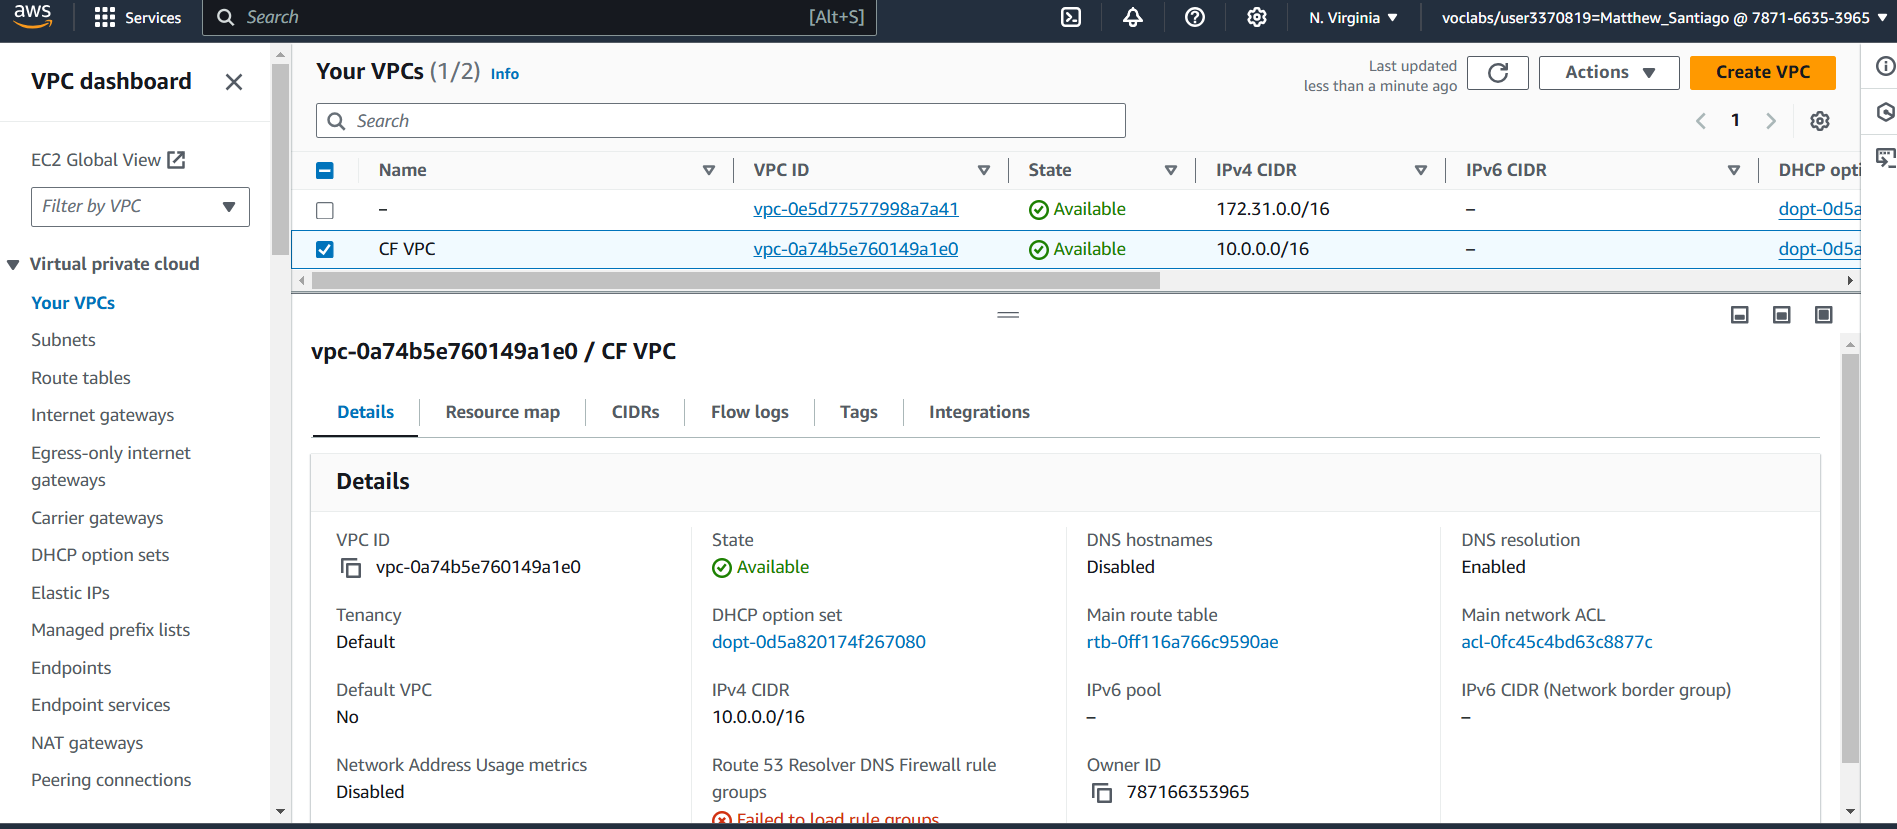 aws
Services
Search
[Alt+S]
N. Virginia
voclabs/user3370819=Matthew_Santiago @ 7871-6635-3965
VPC dashboard
EC2 Global View
Filter by VPC
Virtual private cloud
Your VPCs
Subnets
Route tables
Internet gateways
Egress-only internet
gateways
Carrier gateways
DHCP option sets
Elastic IPs
Managed prefix lists
Endpoints
Endpoint services
NAT gateways
Peering connections
Your VPCs (1/2) Info
Last updated
less than a minute ago
Actions
Create VPC
Search
1
Name VPC ID State IPv4 CIDR IPv6 CIDR DHCP opti
– vpc-0e5d77577998a7a41 Available 172.31.0.0/16 – dopt-0d5a
CF VPC vpc-0a74b5e760149a1e0 Available 10.0.0.0/16 – dopt-0d5a
vpc-0a74b5e760149a1e0 / CF VPC
Details Resource map CIDRs Flow logs Tags Integrations
Details
VPC ID
vpc-0a74b5e760149a1e0
State
Available
DNS hostnames
Disabled
DNS resolution
Enabled
Tenancy
Default
DHCP option set
dopt-0d5a820174f267080
Main route table
rtb-0ff116a766c9590ae
Main network ACL
acl-0fc45c4bd63c8877c
Default VPC
No
IPv4 CIDR
10.0.0.0/16
IPv6 pool
–
IPv6 CIDR (Network border group)
–
Network Address Usage metrics
Disabled
Route 53 Resolver DNS Firewall rule
groups
Failed to load rule groups
Owner ID
787166353965